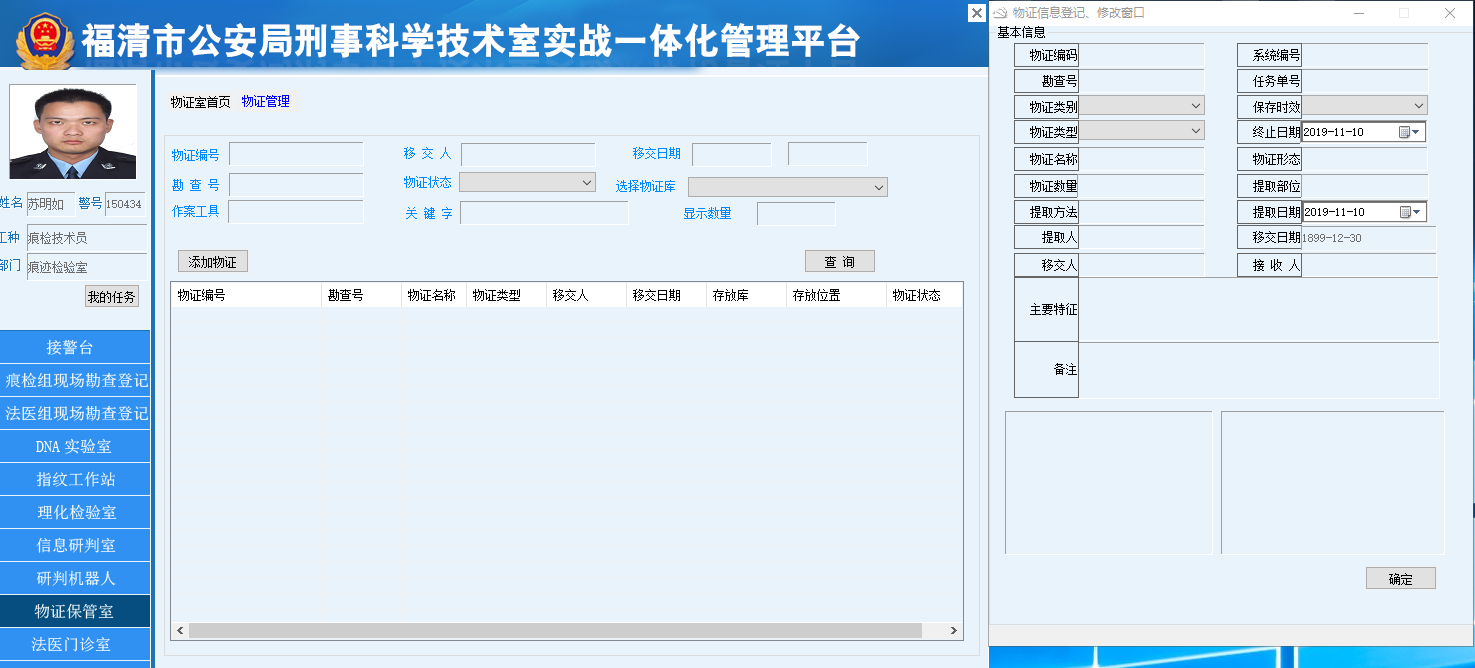 福清市公安局刑事科学技术室实战一体化管理平台
姓名 苏明如 警号 150434
工种 痕检技术员
部门 痕迹检验室
我的任务
接警台
痕检组现场勘查登记
法医组现场勘查登记
DNA 实验室
指纹工作站
理化检验室
信息研判室
研判机器人
物证保管室
法医门诊室
物证室首页 物证管理
物证编号 移 交 人 移交日期
勘 查 号 物证状态 选择物证库
作案工具 关 键 字 显示数量
添加物证 查 询
物证编号 勘查号 物证名称 物证类型 移交人 移交日期 存放库 存放位置 物证状态
物证信息登记、修改窗口
基本信息
物证编码 系统编号
勘查号 任务单号
物证类别 保存时效
物证类型 终止日期 2019-11-10
物证名称 物证形态
物证数量 提取部位
提取方法 提取日期 2019-11-10
提取人 移交日期 1899-12-30
移交人 接 收 人
主要特征
备注
确定